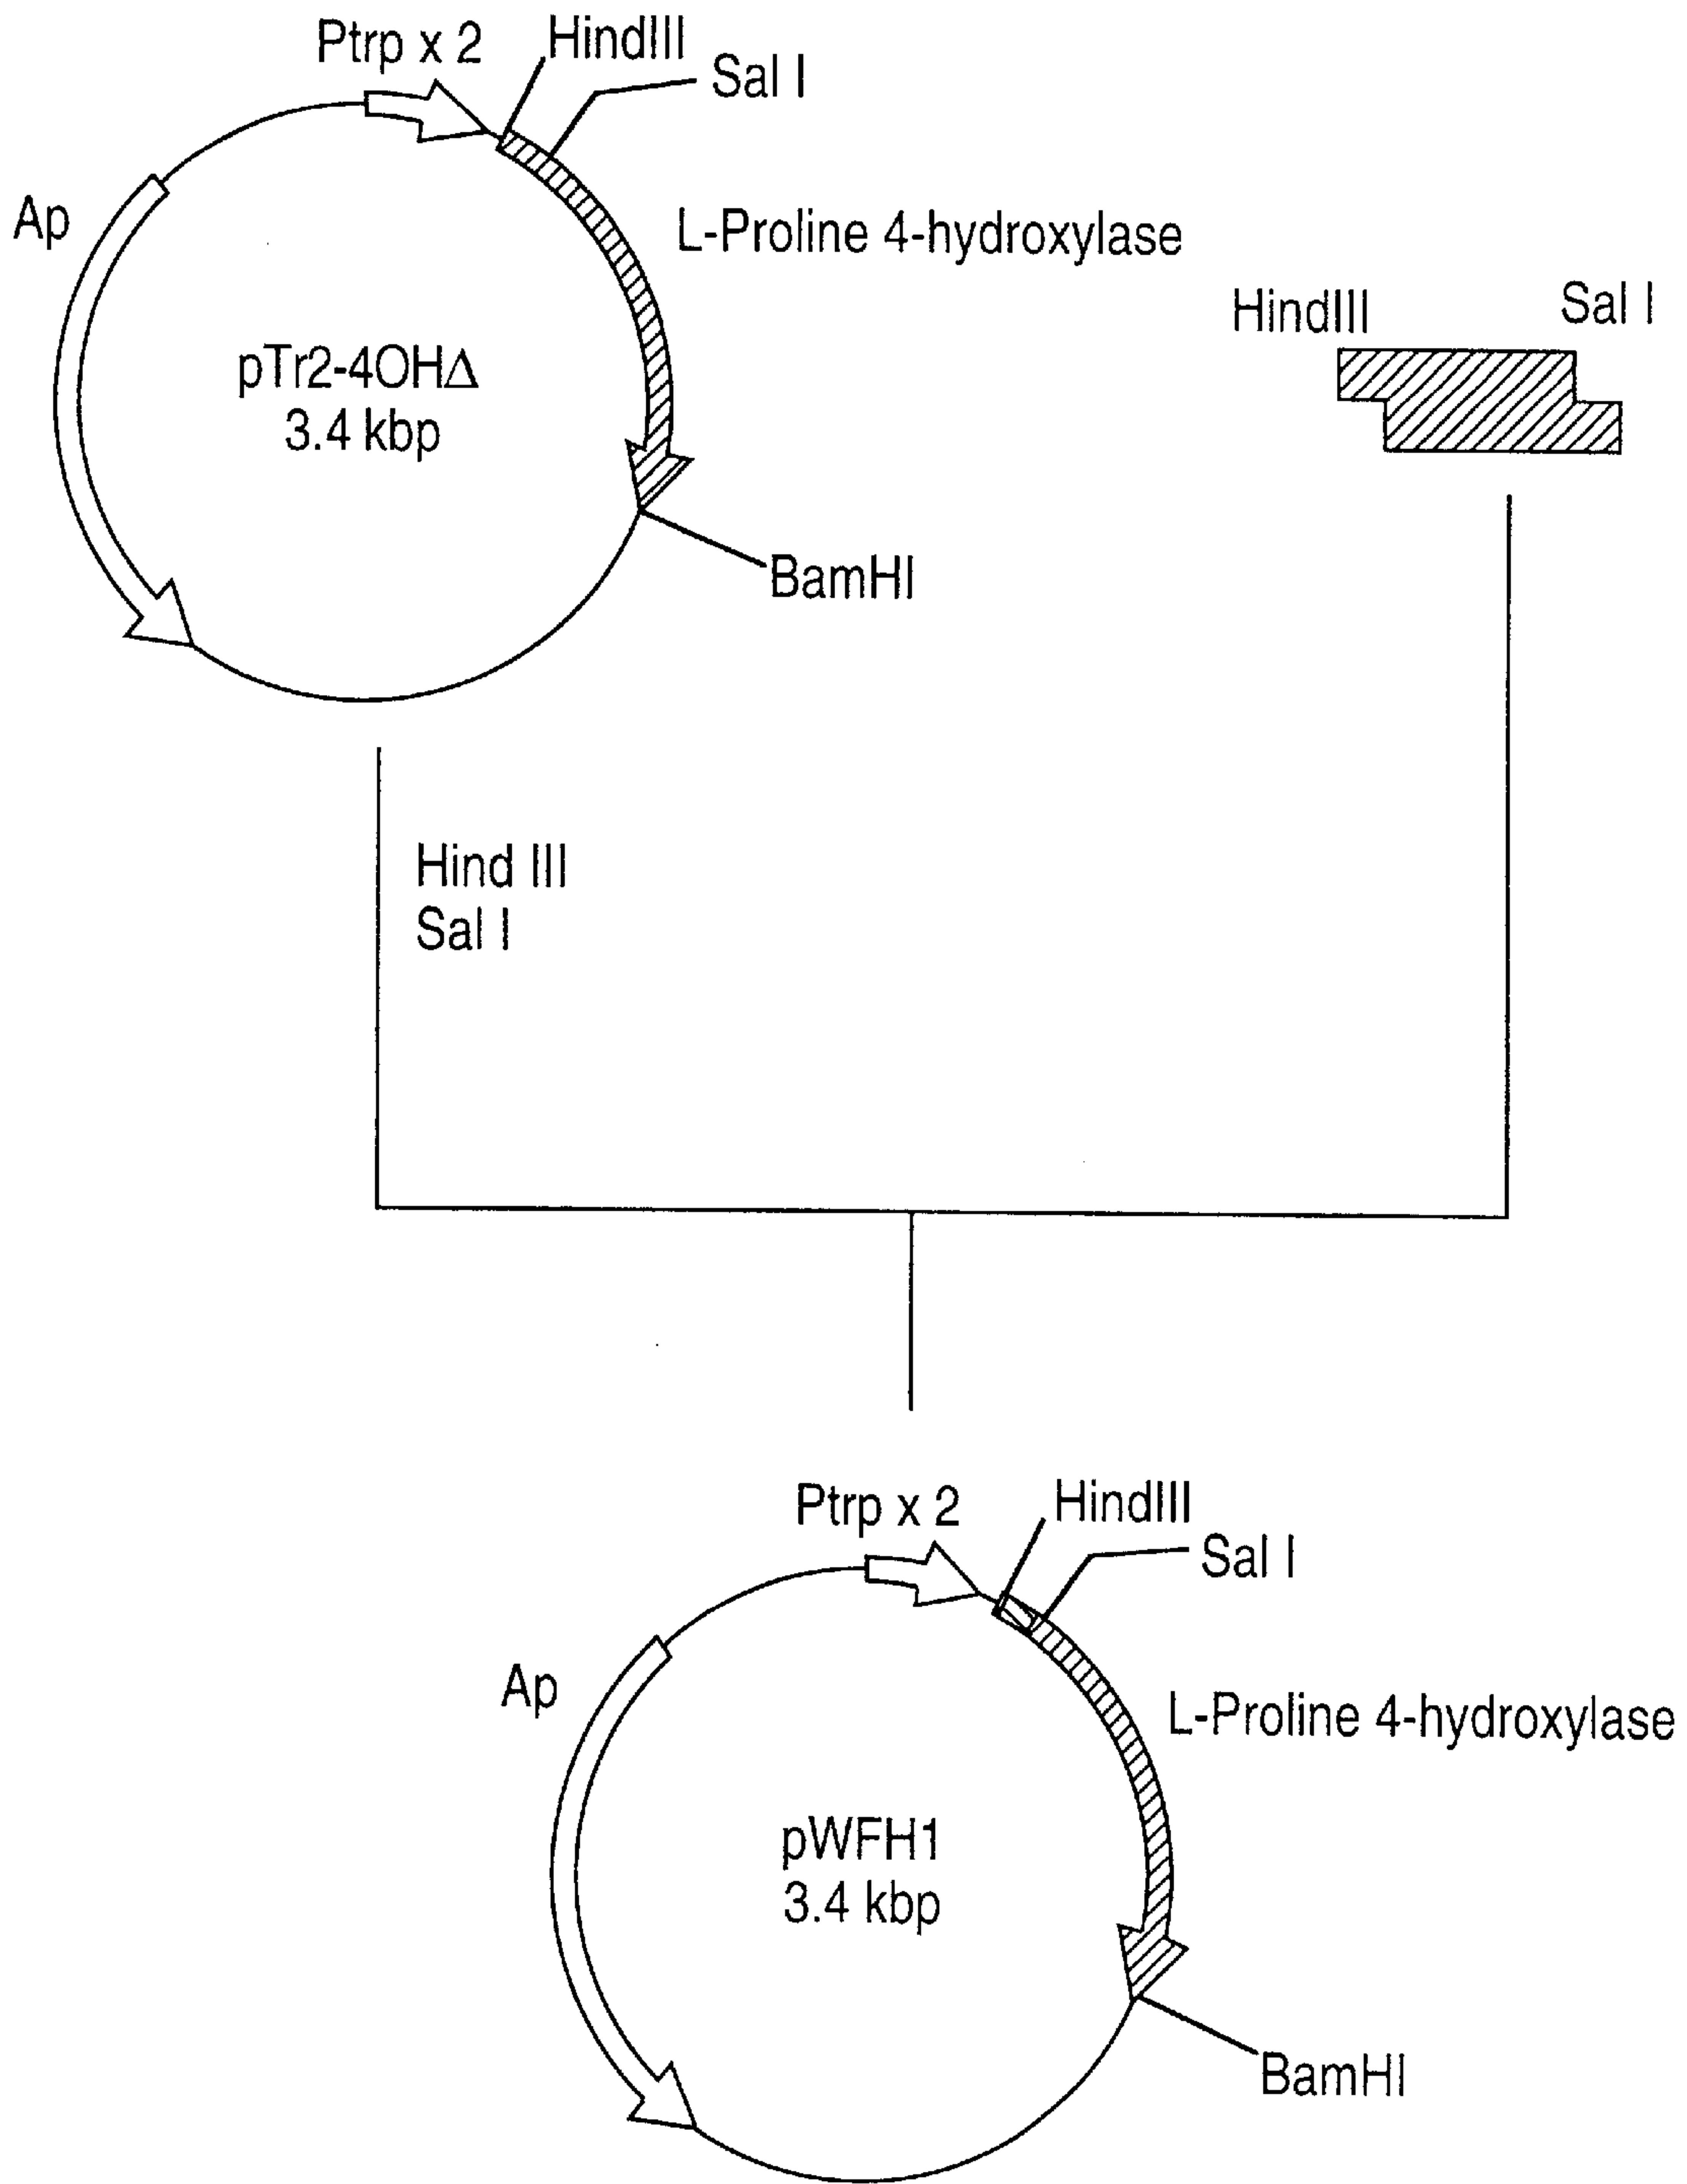 Ptrp x 2
HindIII
Sal I
Ap
L-Proline 4-hydroxylase
pTr2-4OHΔ
3.4 kbp
BamHI
HindIII
Sal I
Hind III
Sal I
Ptrp x 2
HindIII
Sal I
Ap
L-Proline 4-hydroxylase
pWFH1
3.4 kbp
BamHI